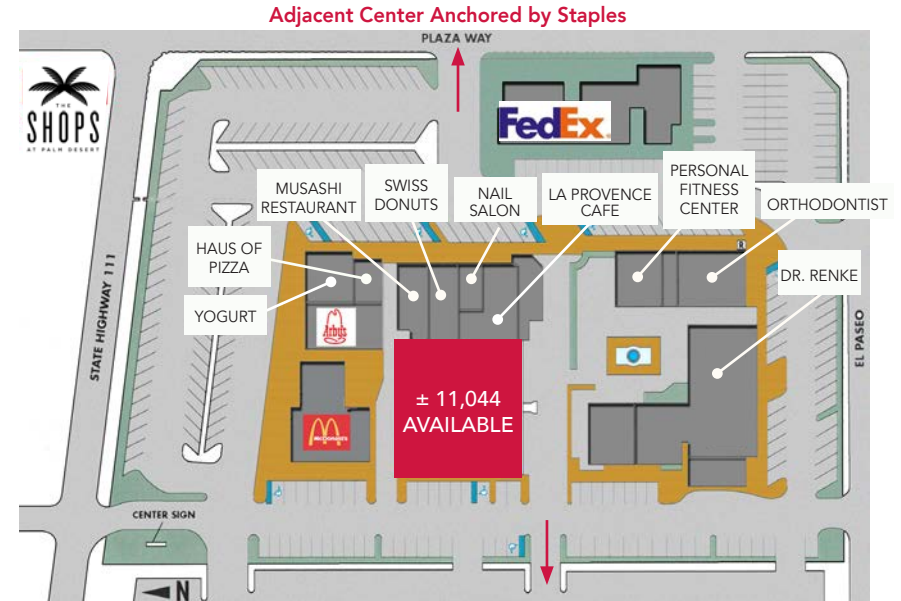 Adjacent Center Anchored by Staples
PLAZA WAY
THE
SHOPS
AT PALM DESERT
FedEx.
PERSONAL
FITNESS
CENTER
MUSASHI
RESTAURANT
SWISS
DONUTS
NAIL
SALON
LA PROVENCE
CAFE
ORTHODONTIST
HAUS OF
PIZZA
DR. RENKE
YOGURT
Arby's
STATE HIGHWAY 111
EL PASEO
± 11,044
AVAILABLE
McDonald's
CENTER SIGN
N